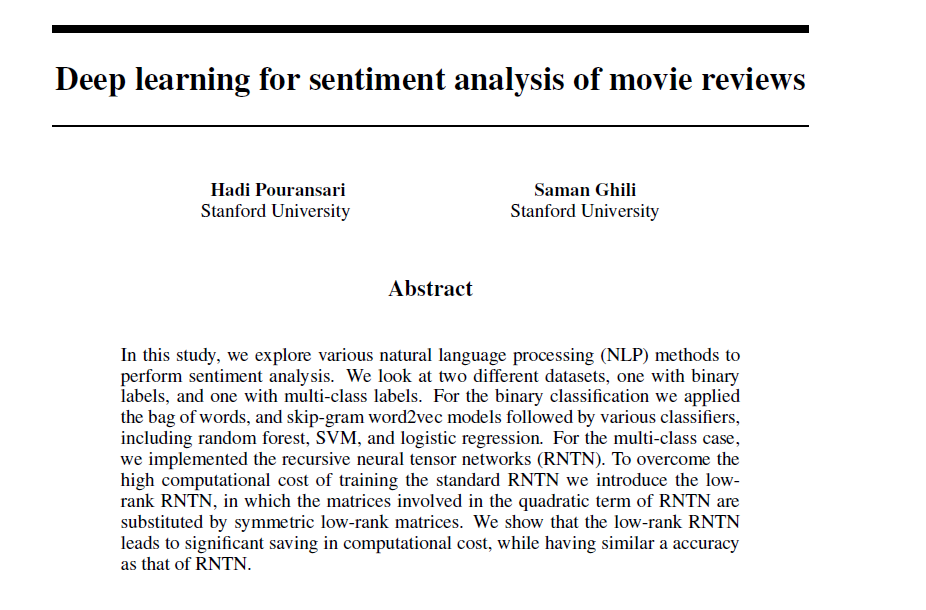 Deep learning for sentiment analysis of movie reviews
Hadi Pouransari
Stanford University
Saman Ghili
Stanford University
Abstract
In this study, we explore various natural language processing (NLP) methods to
perform sentiment analysis. We look at two different datasets, one with binary
labels, and one with multi-class labels. For the binary classification we applied
the bag of words, and skip-gram word2vec models followed by various classifiers,
including random forest, SVM, and logistic regression. For the multi-class case,
we implemented the recursive neural tensor networks (RNTN). To overcome the
high computational cost of training the standard RNTN we introduce the low-
rank RNTN, in which the matrices involved in the quadratic term of RNTN are
substituted by symmetric low-rank matrices. We show that the low-rank RNTN
leads to significant saving in computational cost, while having similar a accuracy
as that of RNTN.